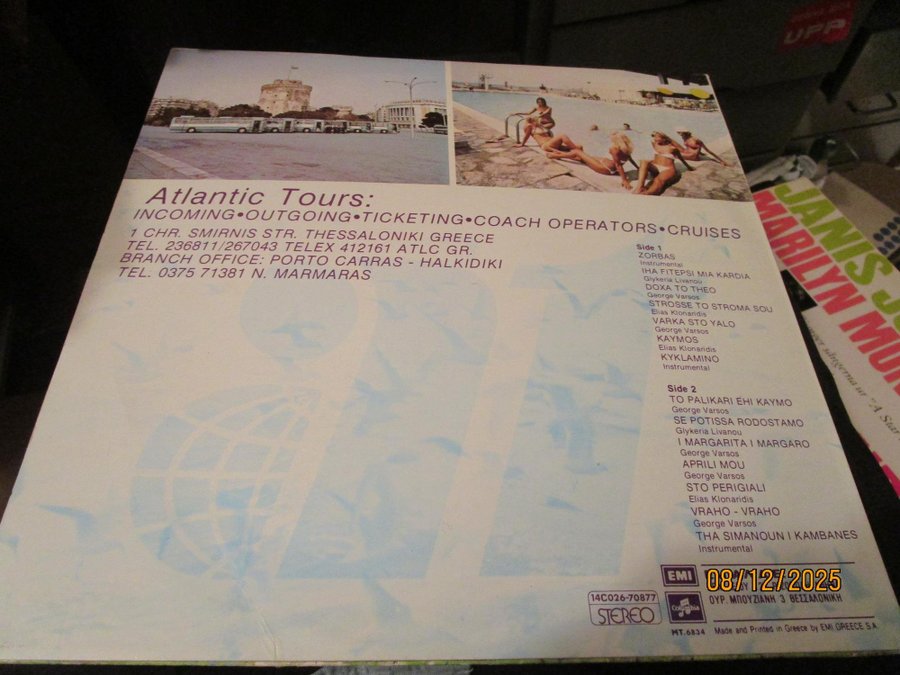 Atlantic Tours:
INCOMING•OUTGOING•TICKETING•COACH OPERATORS•CRUISES
1 CHR. SMIRNIS STR. THESSALONIKI GREECE
TEL. 236811/267043 TELEX 412161 ATLC GR.
BRANCH OFFICE: PORTO CARRAS - HALKIDIKI
TEL. 0375 71381 N. MARMARAS
Side 1
ZORBAS
Instrumental
IHA FITEPSI MIA KARDIA
Glykeria Livanou
DOXA TO THEO
George Varsos
STROSSE TO STROMA SOU
Elias Klonaridis
VARKA STO YALO
George Varsos
KAYMOS
Elias Klonaridis
KYKLAMINO
Instrumental
Side 2
TO PALIKARI EHI KAYMO
George Varsos
SE POTISSA RODOSTAMO
Glykeria Livanou
I MARGARITA I MARGARO
George Varsos
APRILI MOU
George Varsos
STO PERIGIALI
Elias Klonaridis
VRAHO - VRAHO
George Varsos
THA SIMANOUN I KAMBANES
Instrumental
14C026-70877
STEREO
EMI
Columbia
MT. 6834
ΟΥΡ. ΜΠΟΥΖΙΑΝΗ 3 ΘΕΣΣΑΛΟΝΙΚΗ
Made and Printed in Greece by EMI GREECE S.A.
08/12/2025
JANIS
MARILYN
"A Star
UPP